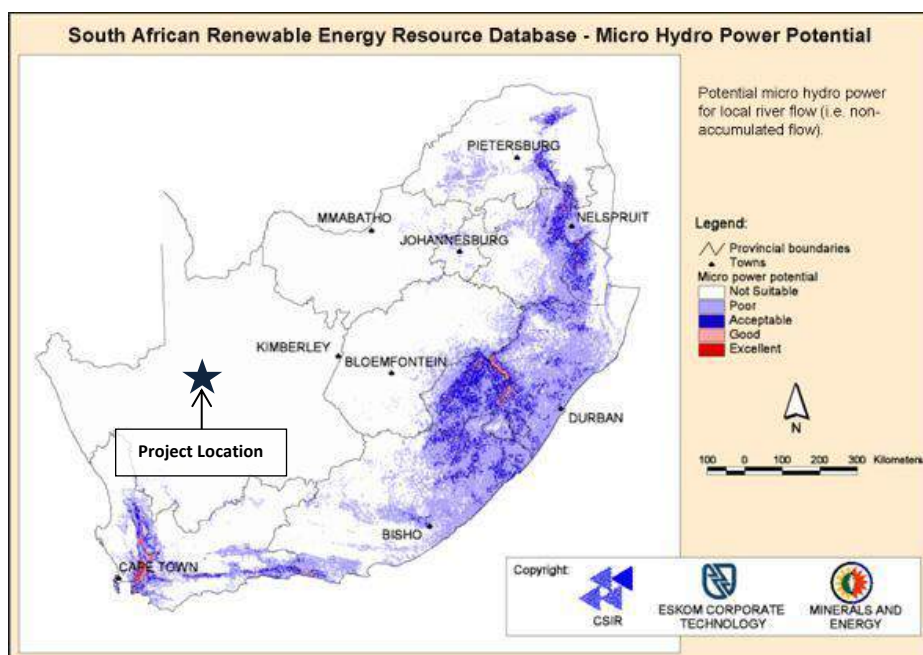 South African Renewable Energy Resource Database - Micro Hydro Power Potential
Potential micro hydro power
for local river flow (i.e. non-
accumulated flow).
PIETERSBURG
MMABATHO
NELSPRUIT
JOHANNESBURG
KIMBERLEY
BLOEMFONTEIN
DURBAN
Project Location
BISHO
CAPE TOWN
Legend:
Provincial boundaries
Towns
Micro power potential
Not Suitable
Poor
Acceptable
Good
Excellent
N
100 0 100 200 300 Kilometers
Copyright:
CSIR
ESKOM CORPORATE
TECHNOLOGY
MINERALS AND
ENERGY